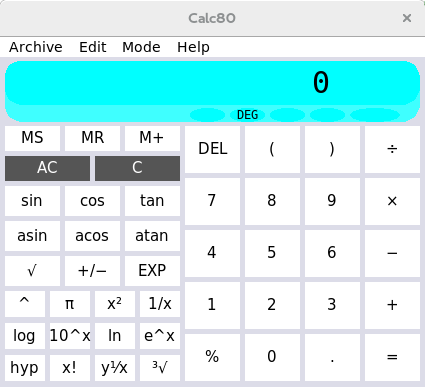 Calc80 ×
Archive Edit Mode Help
0
DEG
MS MR M+ DEL ( ) ÷
AC C
sin cos tan 7 8 9 ×
asin acos atan 4 5 6 −
√ +/− EXP
^ π x² 1/x 1 2 3 +
log 10^x ln e^x
hyp x! y⅟x ³√ % 0 . =